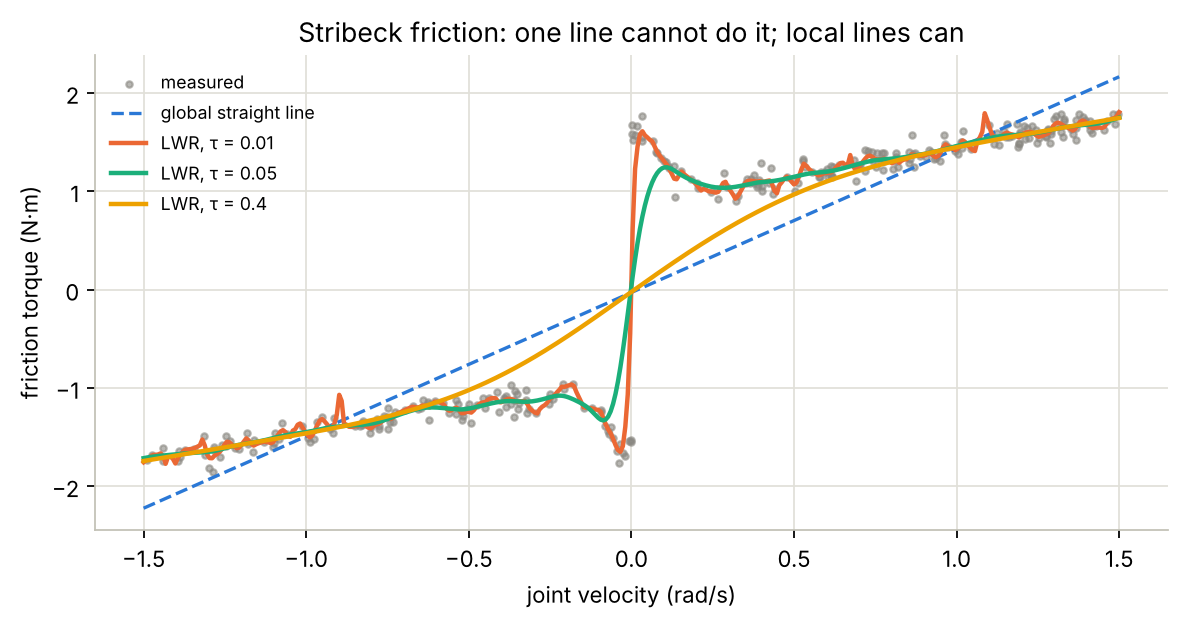 Stribeck friction: one line cannot do it; local lines can
measured
global straight line
LWR, τ = 0.01
LWR, τ = 0.05
LWR, τ = 0.4
friction torque (N·m)
2
1
0
−1
−2
−1.5
−1.0
−0.5
0.0
0.5
1.0
1.5
joint velocity (rad/s)